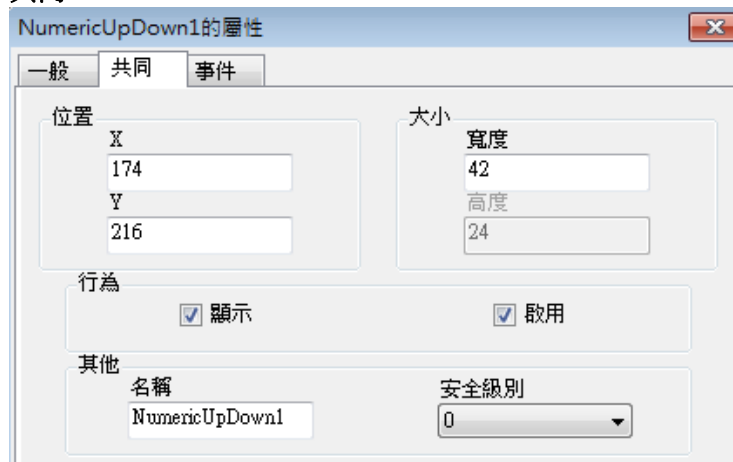 NumericUpDown1的屬性
一般 共同 事件
位置
X
174
Y
216
大小
寬度
42
高度
24
行為
顯示 啟用
其他
名稱
NumericUpDown1
安全級別
0